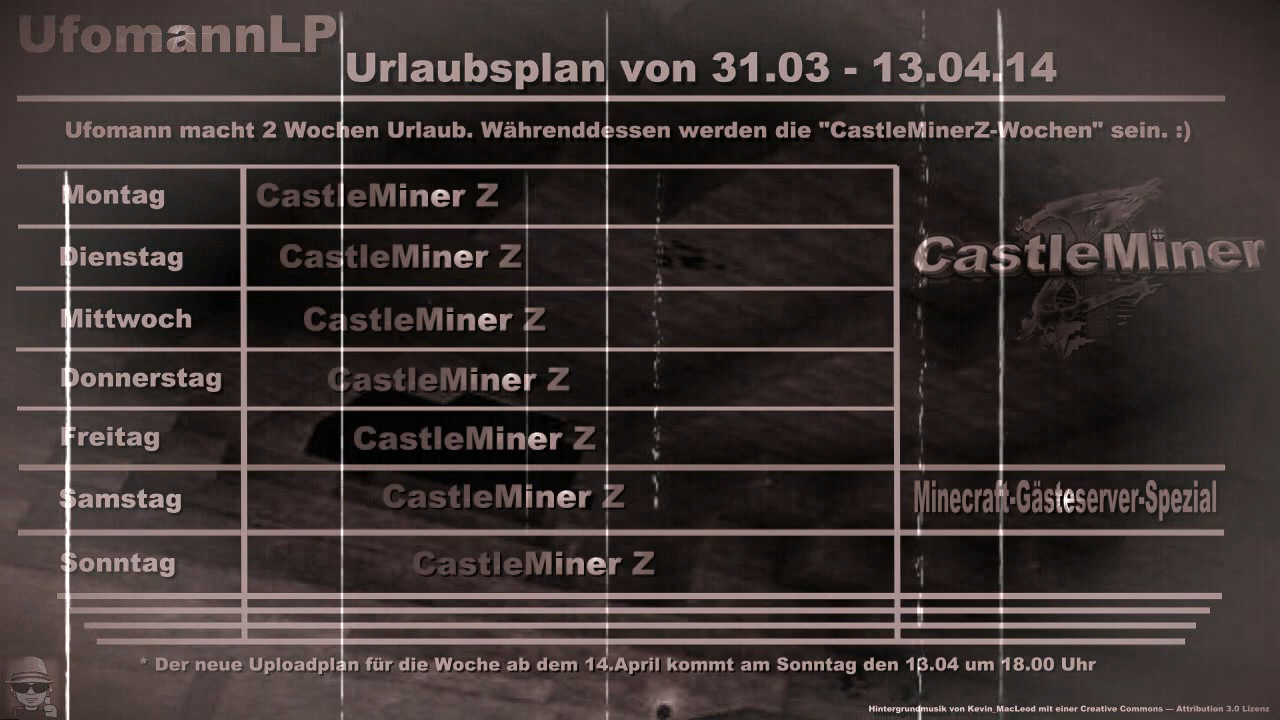 UfomannLP
Urlaubsplan von 31.03 - 13.04.14
Ufomann macht 2 Wochen Urlaub. Währenddessen werden die "CastleMinerZ-Wochen" sein. :)
Montag CastleMiner Z
Dienstag CastleMiner Z
CastleMiner
Mittwoch CastleMiner Z
Donnerstag CastleMiner Z
Freitag CastleMiner Z
Samstag CastleMiner Z Minecraft-Gästeserver-Spezial
Sonntag CastleMiner Z
* Der neue Uploadplan für die Woche ab dem 14.April kommt am Sonntag den 13.04 um 18.00 Uhr
Hintergrundmusik von Kevin_MacLeod mit einer Creative Commons — Attribution 3.0 Lizenz